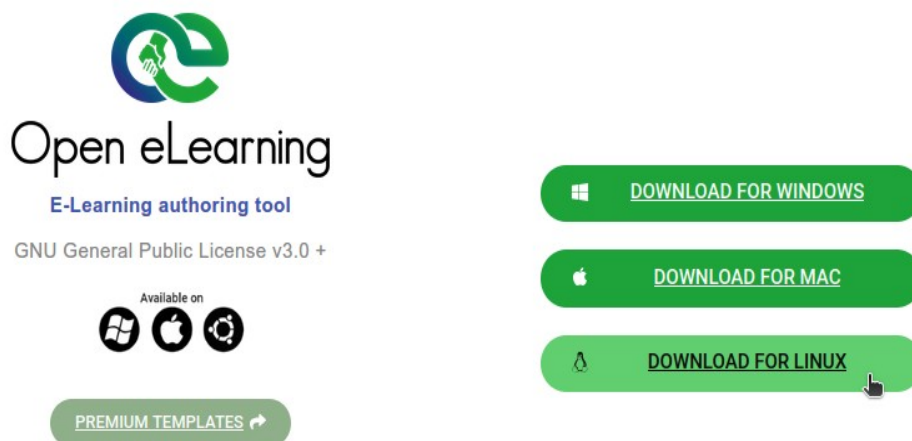 Open eLearning
E-Learning authoring tool
GNU General Public License v3.0 +
Available on
PREMIUM TEMPLATES
DOWNLOAD FOR WINDOWS
DOWNLOAD FOR MAC
DOWNLOAD FOR LINUX